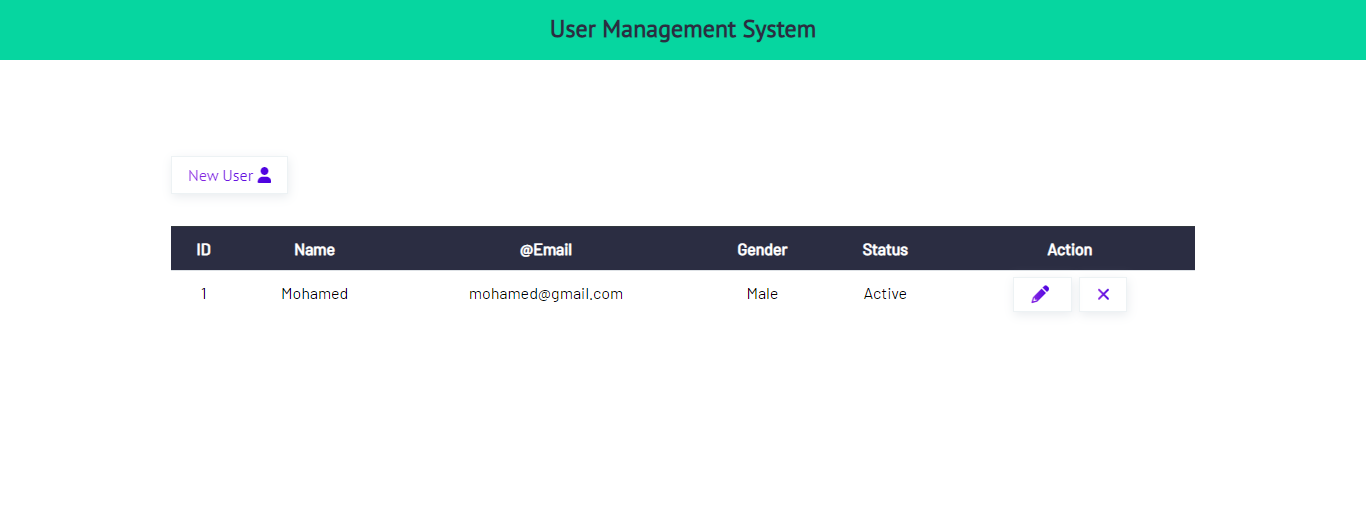 User Management System
New User
ID Name @Email Gender Status Action
1 Mohamed mohamed@gmail.com Male Active